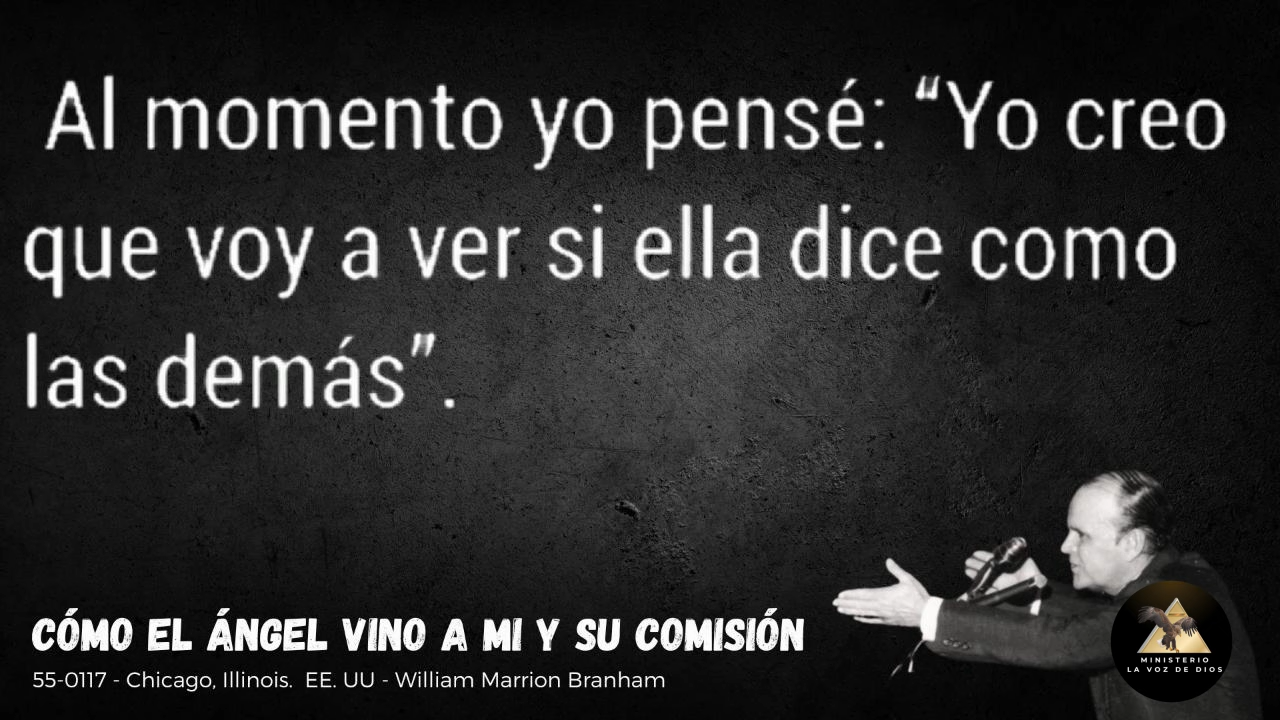 Al momento yo pensé: “Yo creo
que voy a ver si ella dice como
las demás”.
CÓMO EL ÁNGEL VINO A MI Y SU COMISIÓN
55-0117 - Chicago, Illinois. EE. UU - William Marrion Branham
MINISTERIO
LA VOZ DE DIOS